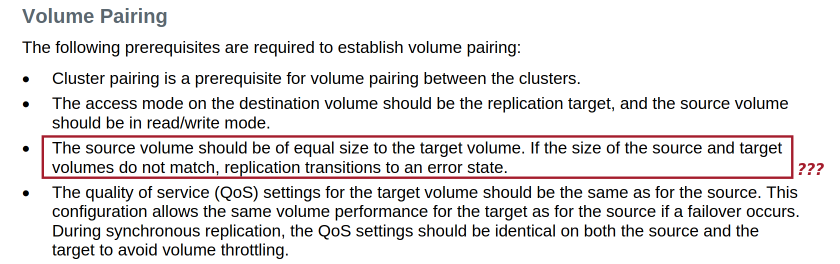 Volume Pairing
The following prerequisites are required to establish volume pairing:
• Cluster pairing is a prerequisite for volume pairing between the clusters.
• The access mode on the destination volume should be the replication target, and the source volume
should be in read/write mode.
• The source volume should be of equal size to the target volume. If the size of the source and target
volumes do not match, replication transitions to an error state.
???
• The quality of service (QoS) settings for the target volume should be the same as for the source. This
configuration allows the same volume performance for the target as for the source if a failover occurs.
During synchronous replication, the QoS settings should be identical on both the source and the
target to avoid volume throttling.